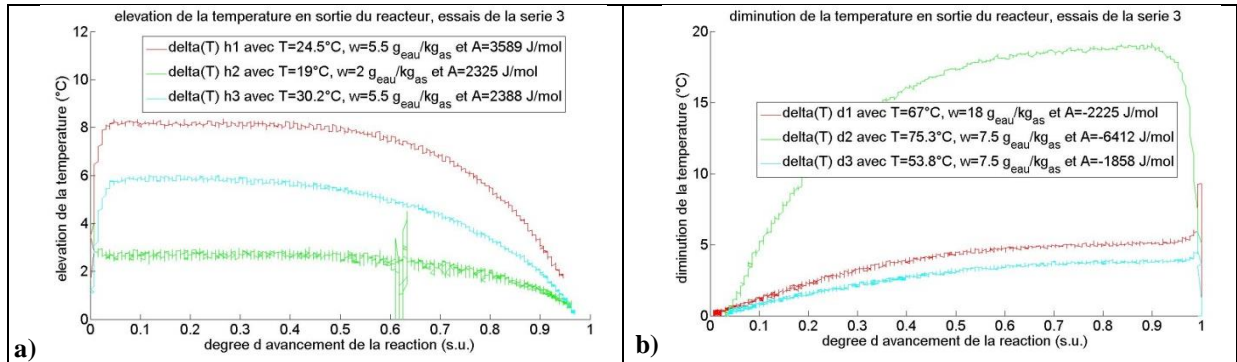 elevation de la temperature en sortie du reacteur, essais de la serie 3
elevation de la temperature (°C)
12
10
8
6
4
2
0
delta(T) h1 avec T=24.5°C, w=5.5 g_eau/kg_as et A=3589 J/mol
delta(T) h2 avec T=19°C, w=2 g_eau/kg_as et A=2325 J/mol
delta(T) h3 avec T=30.2°C, w=5.5 g_eau/kg_as et A=2388 J/mol
0 0.1 0.2 0.3 0.4 0.5 0.6 0.7 0.8 0.9 1
degree d avancement de la reaction (s.u.)
a)
diminution de la temperature en sortie du reacteur, essais de la serie 3
diminution de la temperature (°C)
20
15
10
5
0
delta(T) d1 avec T=67°C, w=18 g_eau/kg_as et A=-2225 J/mol
delta(T) d2 avec T=75.3°C, w=7.5 g_eau/kg_as et A=-6412 J/mol
delta(T) d3 avec T=53.8°C, w=7.5 g_eau/kg_as et A=-1858 J/mol
0 0.1 0.2 0.3 0.4 0.5 0.6 0.7 0.8 0.9 1
degree d avancement de la reaction (s.u.)
b)